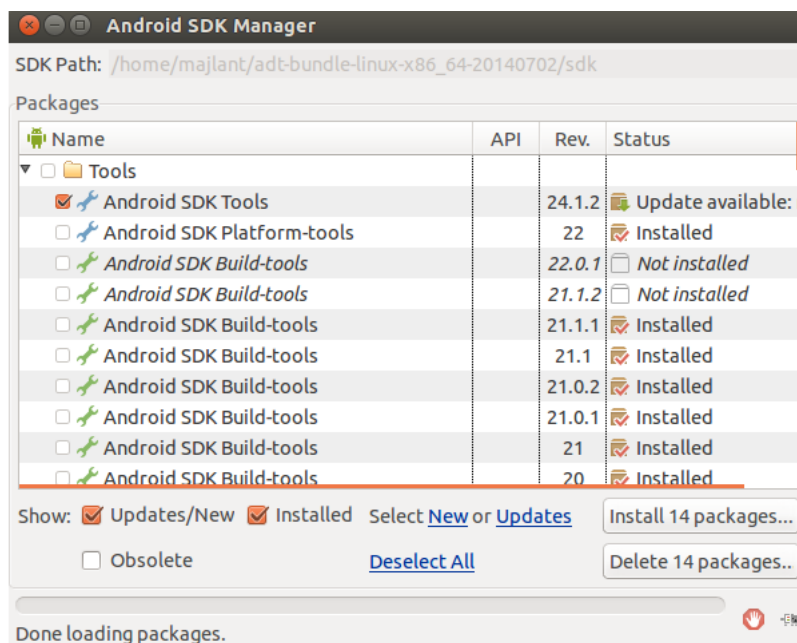 Android SDK Manager
SDK Path: /home/majlant/adt-bundle-linux-x86_64-20140702/sdk
Packages
Name API Rev. Status
Tools
Android SDK Tools 24.1.2 Update available:
Android SDK Platform-tools 22 Installed
Android SDK Build-tools 22.0.1 Not installed
Android SDK Build-tools 21.1.2 Not installed
Android SDK Build-tools 21.1.1 Installed
Android SDK Build-tools 21.1 Installed
Android SDK Build-tools 21.0.2 Installed
Android SDK Build-tools 21.0.1 Installed
Android SDK Build-tools 21 Installed
Android SDK Build-tools 20 Installed
Show: Updates/New Installed Select New or Updates Install 14 packages...
Obsolete Deselect All Delete 14 packages..
Done loading packages.